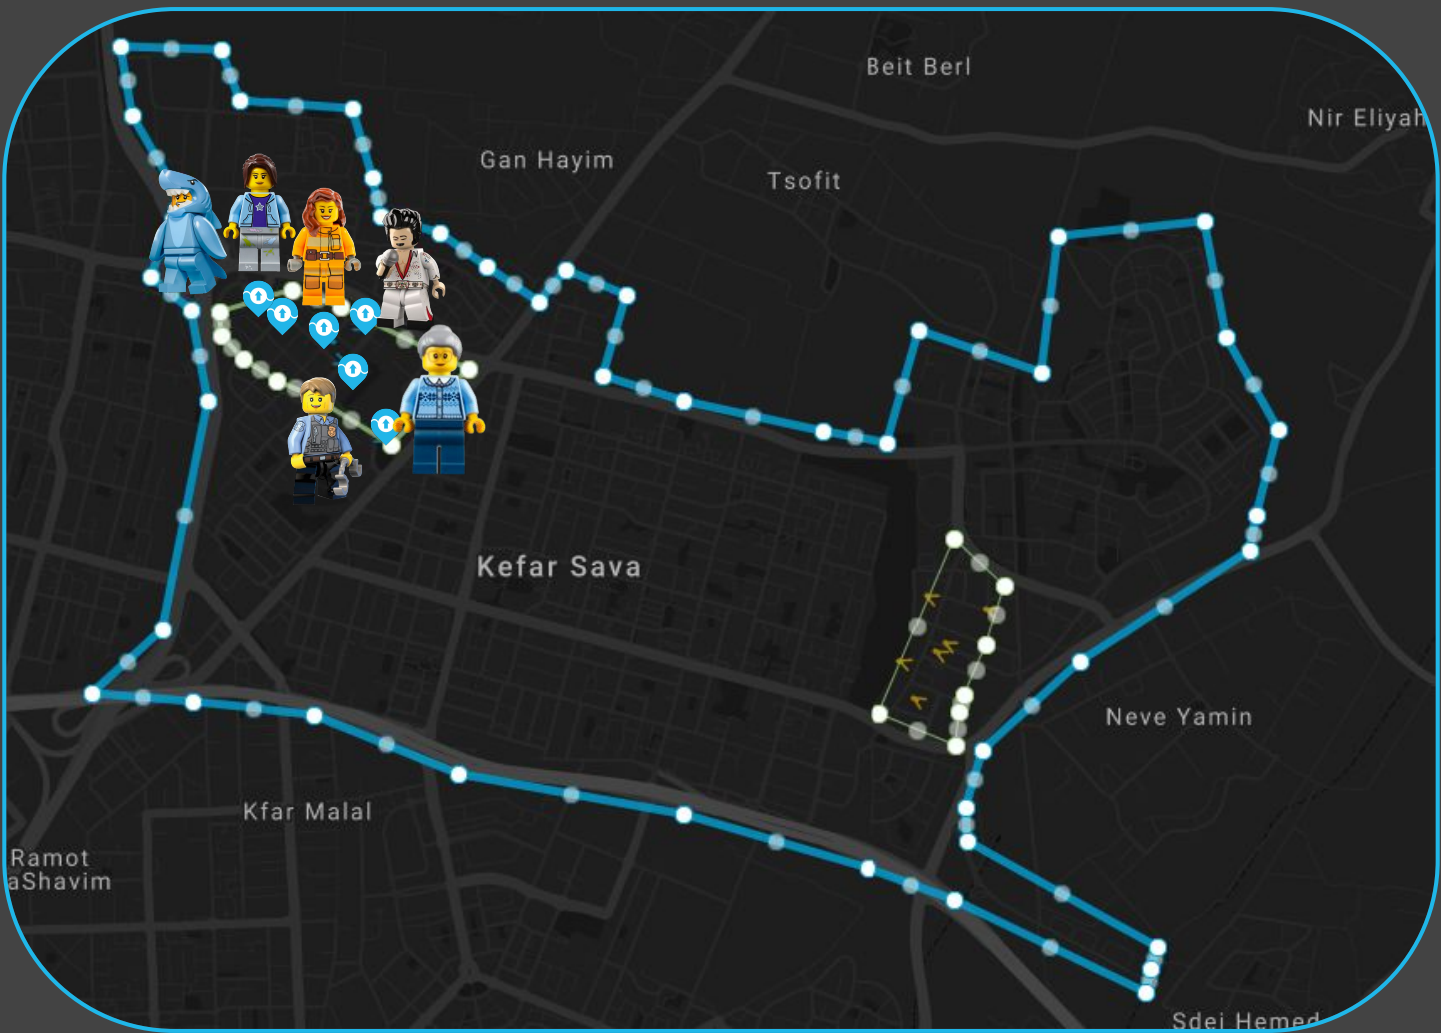 Beit Berl
Nir Eliyah
Gan Hayim
Tsofit
Kefar Sava
Neve Yamin
Kfar Malal
Ramot
aShavim
Sdei Hemed